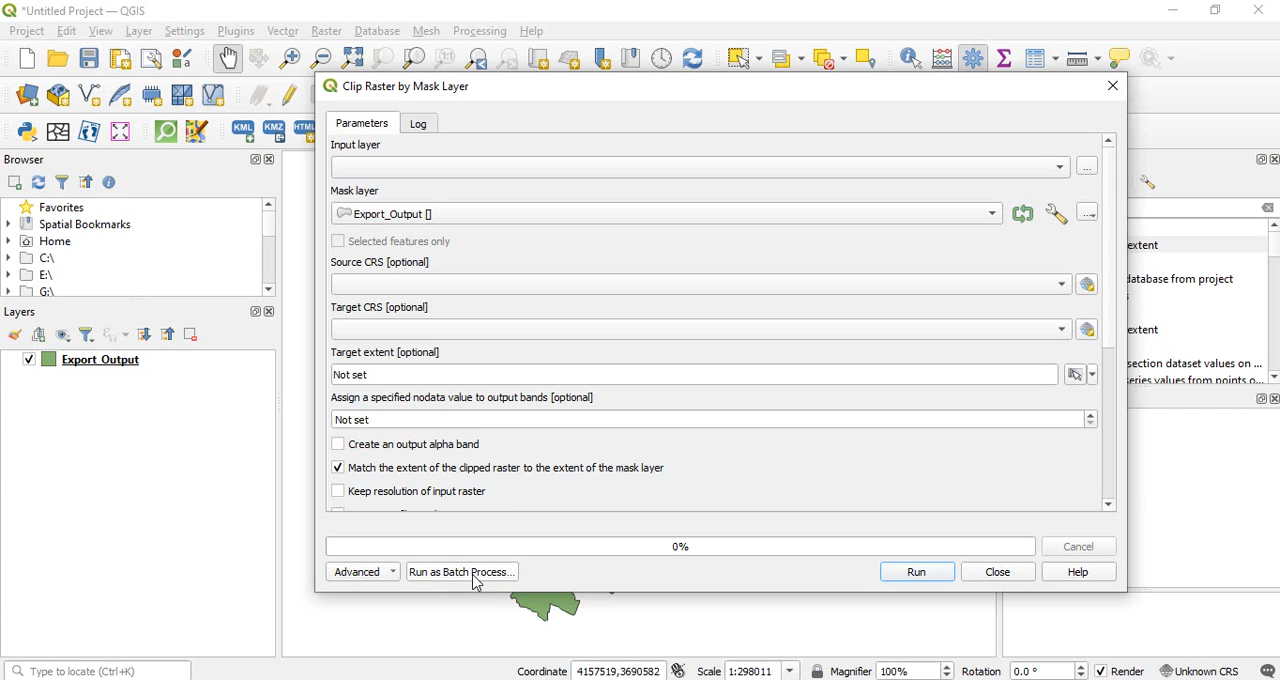 *Untitled Project — QGIS
Project Edit View Layer Settings Plugins Vector Raster Database Mesh Processing Help
Clip Raster by Mask Layer
Parameters Log
KML KMZ HTML
Browser
Favorites
Spatial Bookmarks
Home
C:\
E:\
G:\
Layers
Export_Output
Input layer
...
Mask layer
Export_Output []
...
Selected features only
Source CRS [optional]
Target CRS [optional]
Target extent [optional]
Not set
Assign a specified nodata value to output bands [optional]
Not set
Create an output alpha band
Match the extent of the clipped raster to the extent of the mask layer
Keep resolution of input raster
0%
Cancel
Advanced Run as Batch Process... Run Close Help
extent
database from project
extent
section dataset values on ...
series values from points o...
Type to locate (Ctrl+K) Coordinate 4157519,3690582 Scale 1:298011 Magnifier 100% Rotation 0.0 ° Render Unknown CRS